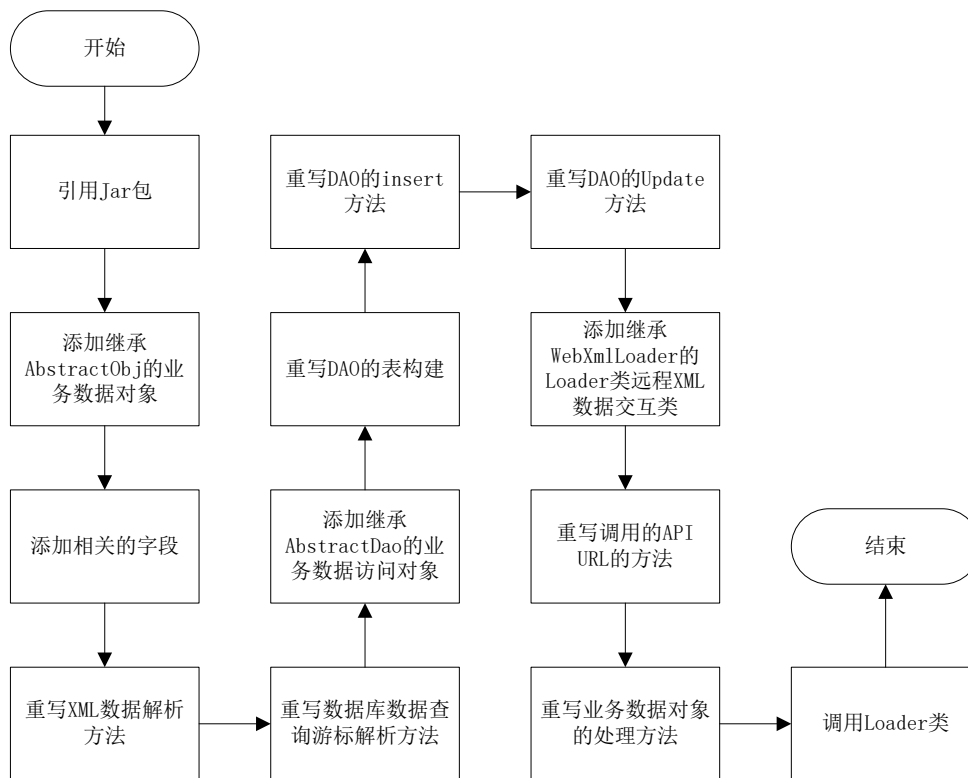 开始
引用Jar包
添加继承
AbstractObj的业
务数据对象
添加相关的字段
重写XML数据解析
方法
重写数据库数据查
询游标解析方法
添加继承
AbstractDao的业
务数据访问对象
重写DAO的表构建
重写DAO的insert
方法
重写DAO的Update
方法
添加继承
WebXmlLoader的
Loader类远程XML
数据交互类
重写调用的API
URL的方法
重写业务数据对象
的处理方法
调用Loader类
结束